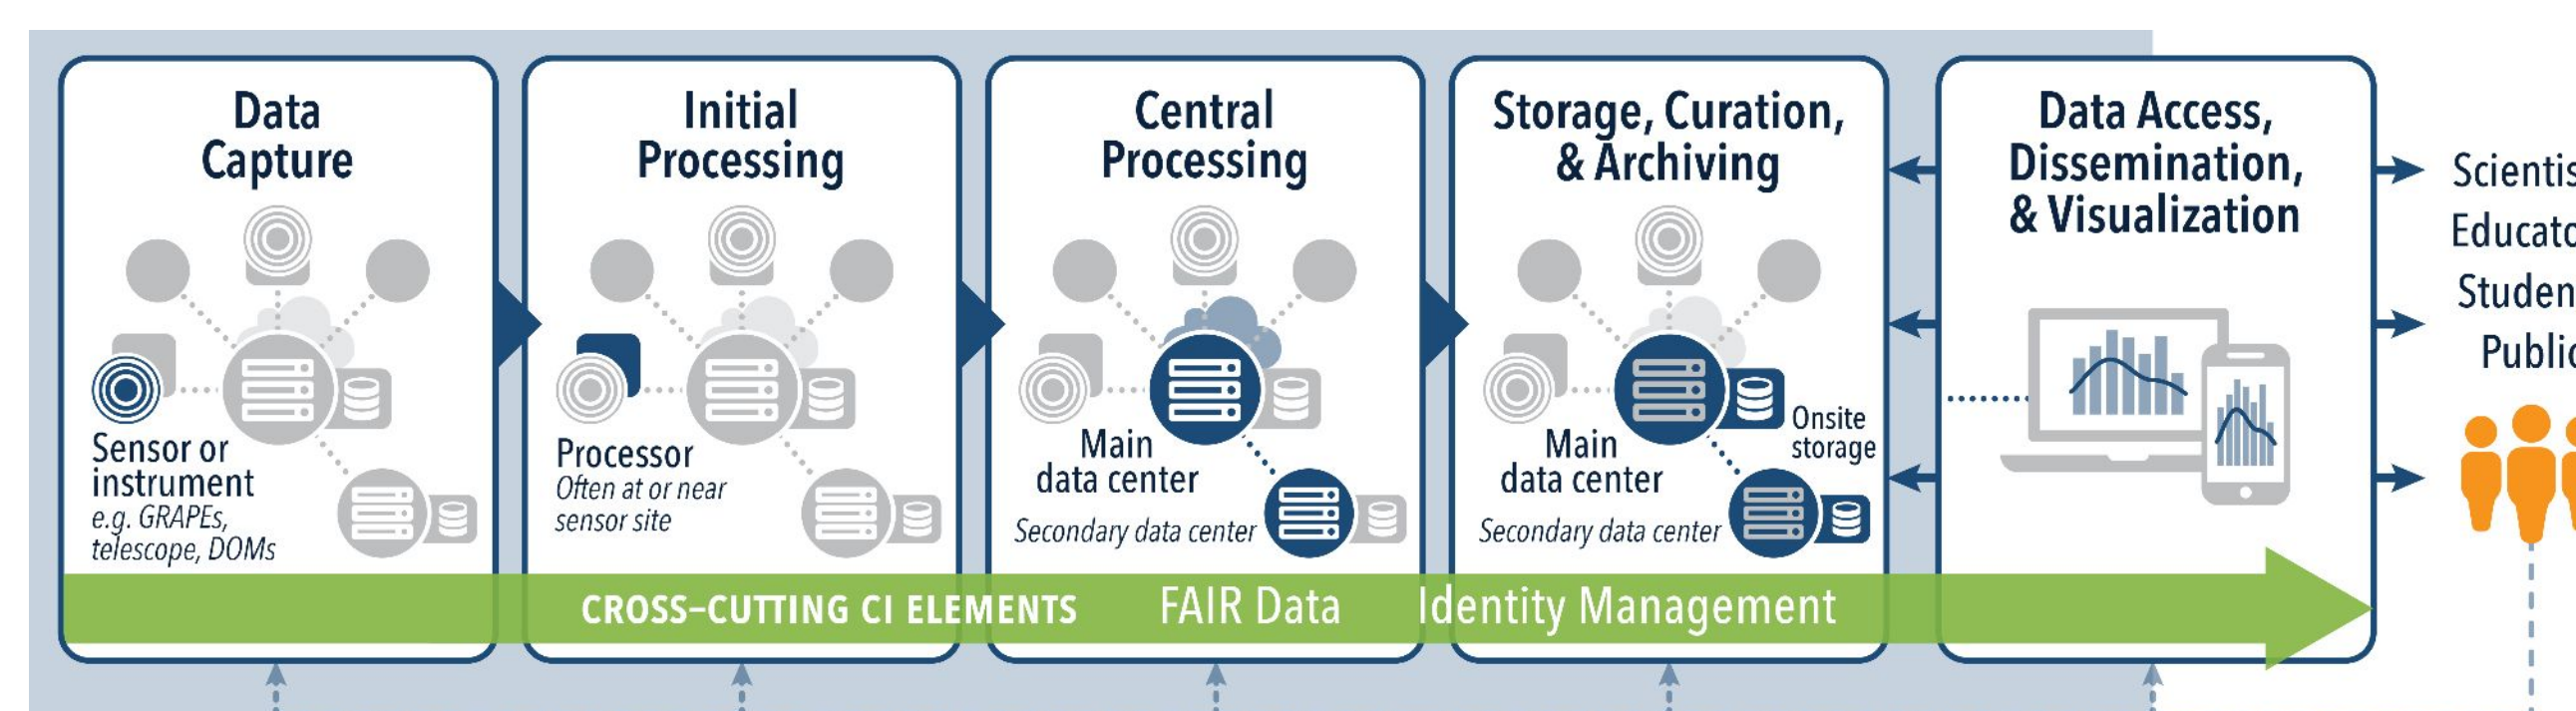 Data
Capture
Sensor or
instrument
e.g. GRAPEs,
telescope, DOMs
Initial
Processing
Processor
Often at or near
sensor site
Central
Processing
Main
data center
Secondary data center
Storage, Curation,
& Archiving
Onsite
storage
Main
data center
Secondary data center
Data Access,
Dissemination,
& Visualization
CROSS–CUTTING CI ELEMENTS FAIR Data Identity Management